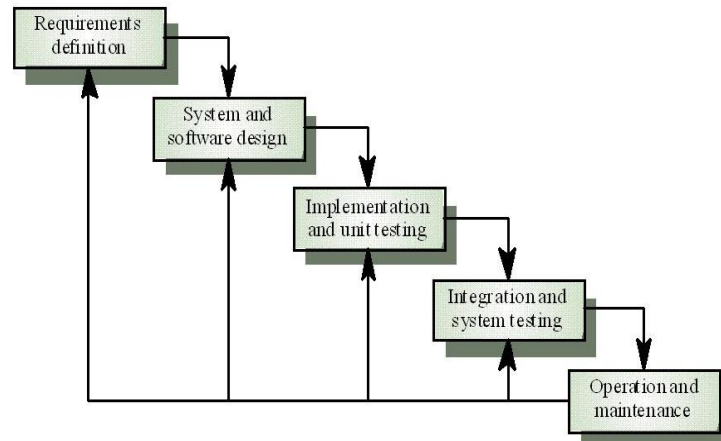 Requirements
definition
System and
software design
Implementation
and unit testing
Integration and
system testing
Operation and
maintenance